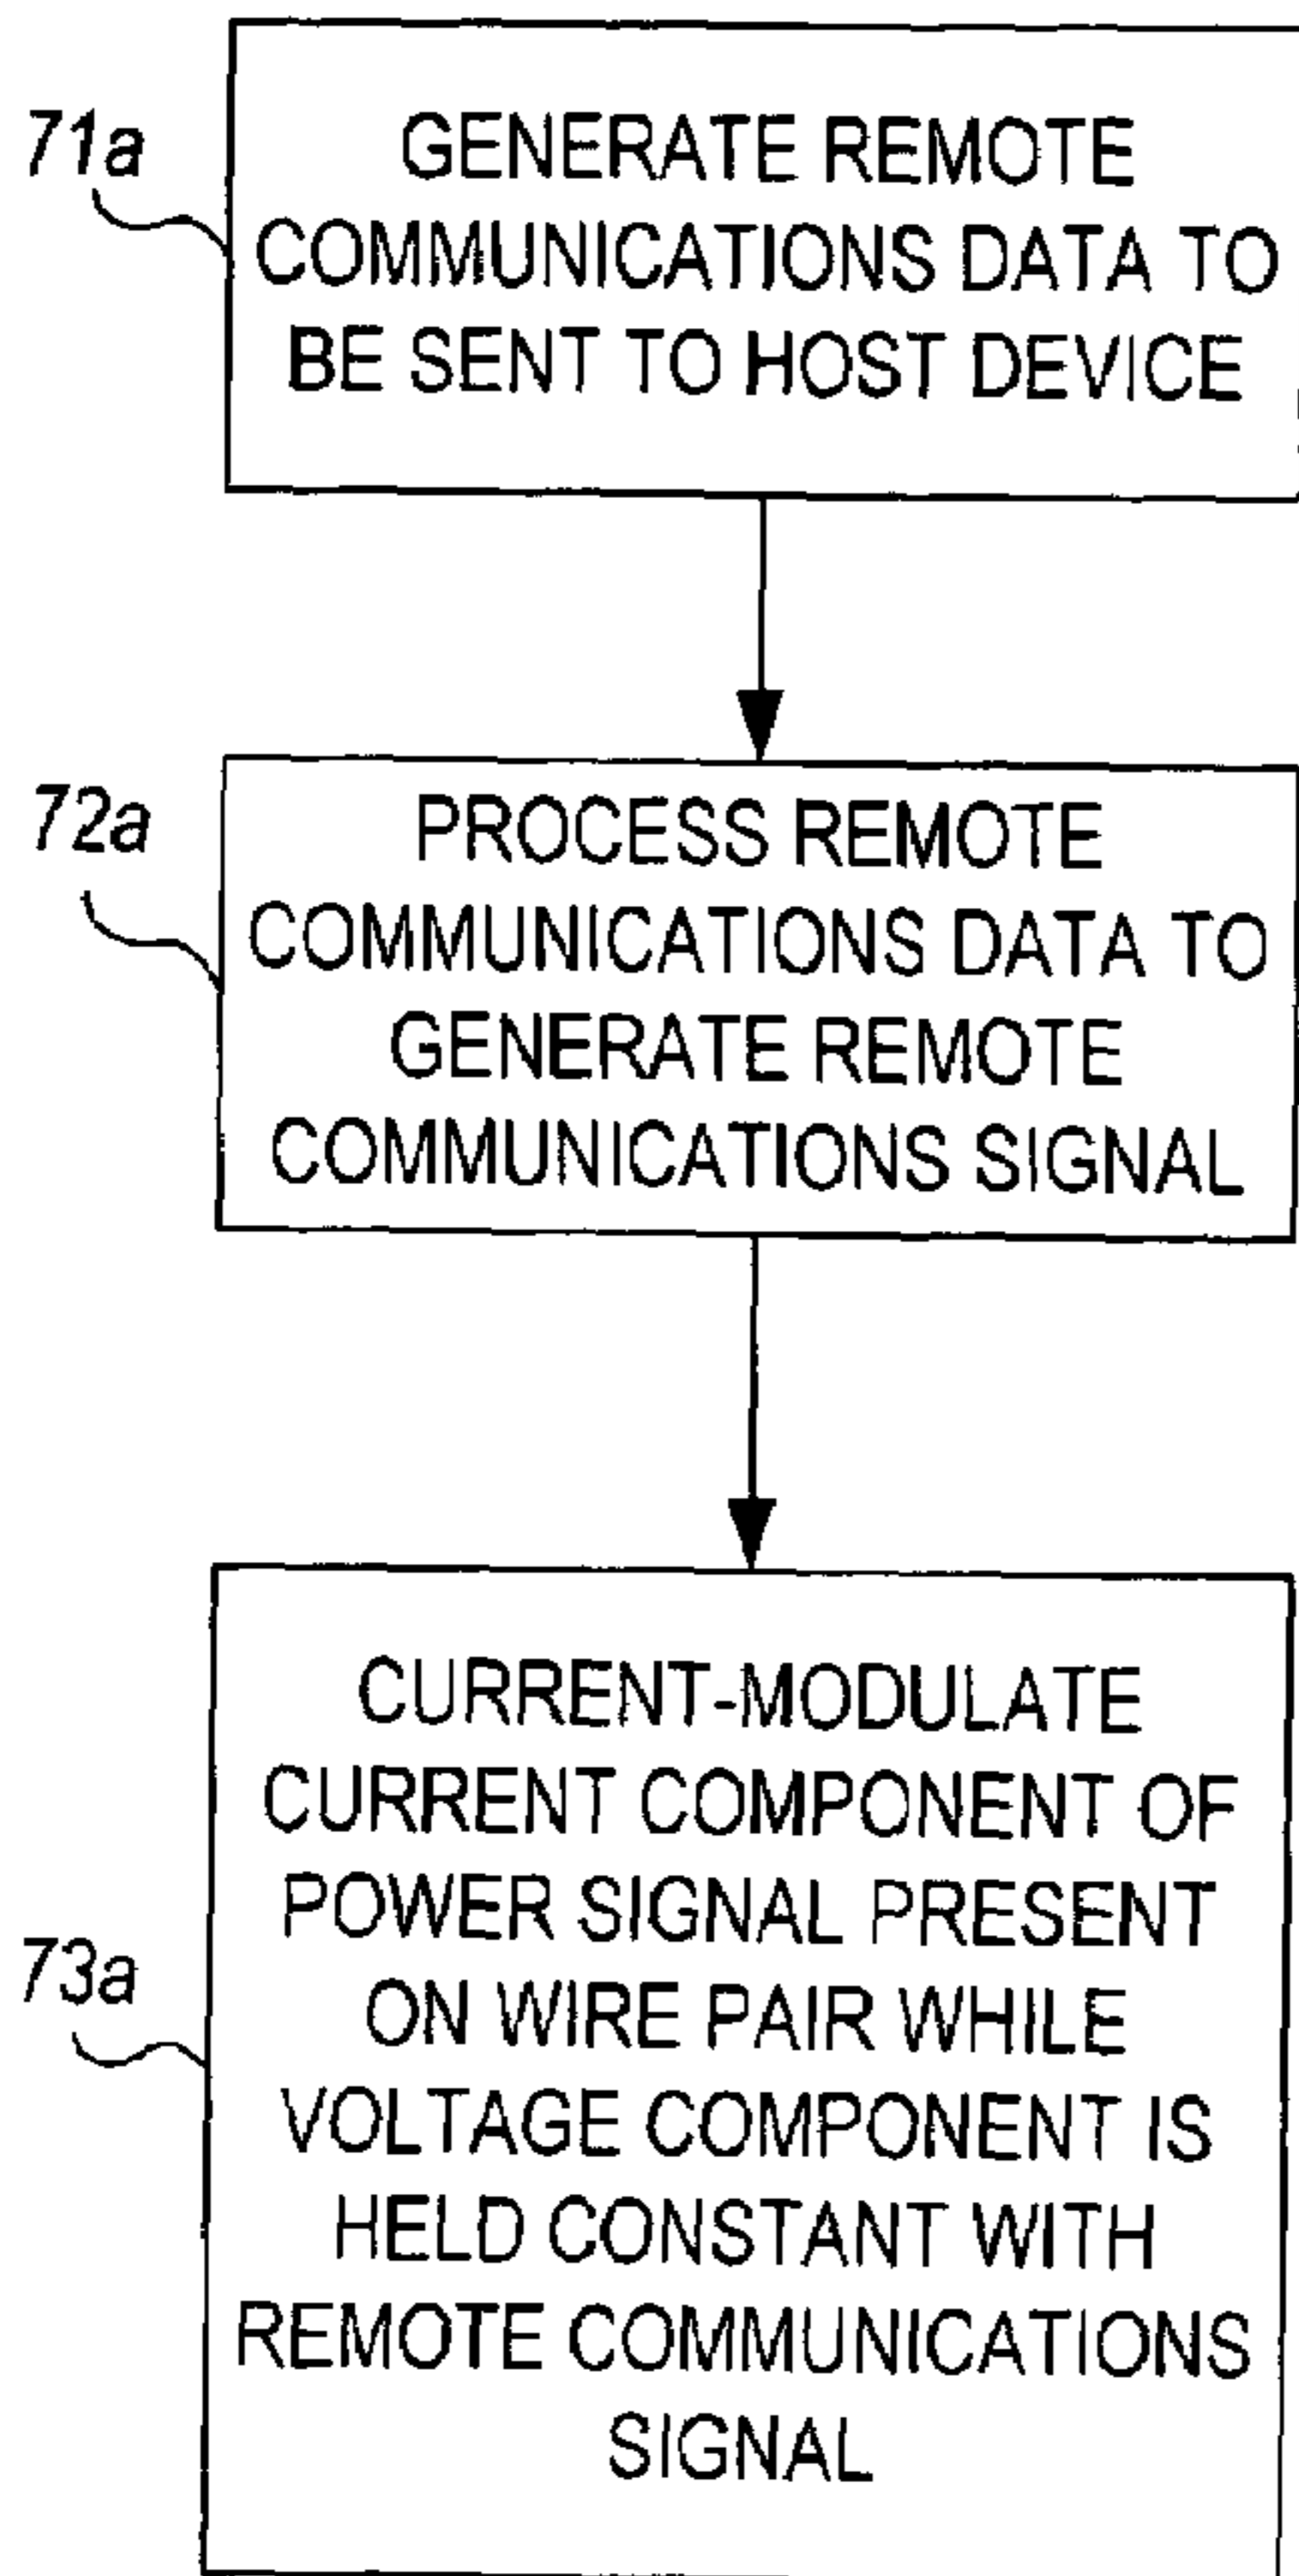 71a
GENERATE REMOTE
COMMUNICATIONS DATA TO
BE SENT TO HOST DEVICE
72a
PROCESS REMOTE
COMMUNICATIONS DATA TO
GENERATE REMOTE
COMMUNICATIONS SIGNAL
73a
CURRENT-MODULATE
CURRENT COMPONENT OF
POWER SIGNAL PRESENT
ON WIRE PAIR WHILE
VOLTAGE COMPONENT IS
HELD CONSTANT WITH
REMOTE COMMUNICATIONS
SIGNAL